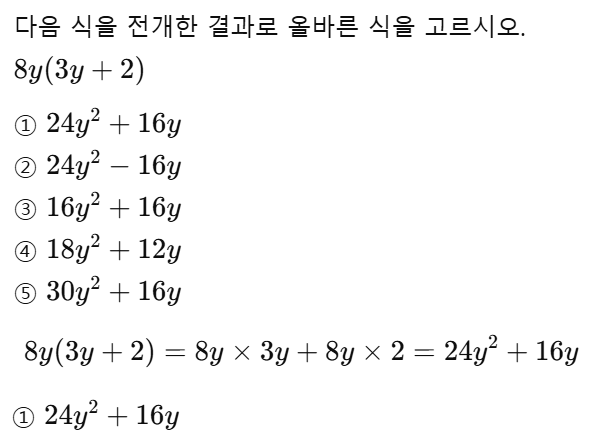 다음 식을 전개한 결과로 올바른 식을 고르시오.
8y(3y + 2)
① 24y² + 16y
② 24y² − 16y
③ 16y² + 16y
④ 18y² + 12y
⑤ 30y² + 16y
8y(3y + 2) = 8y × 3y + 8y × 2 = 24y² + 16y
① 24y² + 16y